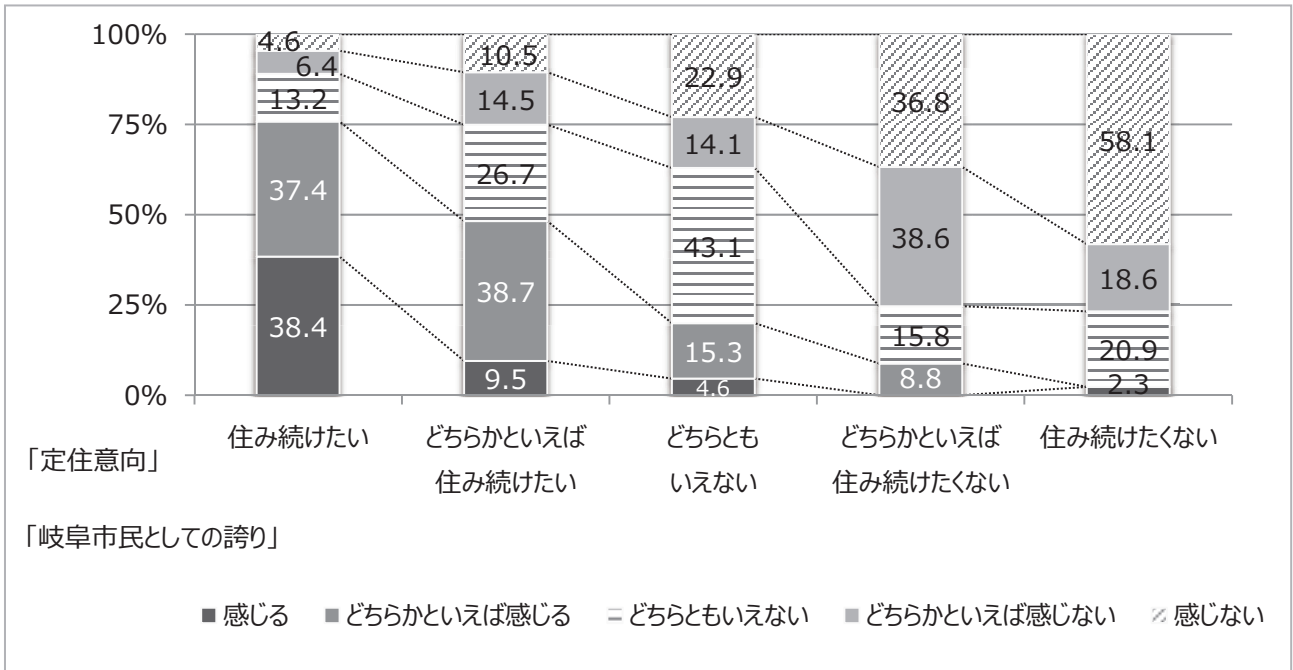 100%
75%
50%
25%
0%
4.6
6.4
13.2
37.4
38.4
10.5
14.5
26.7
38.7
9.5
22.9
14.1
43.1
15.3
4.6
36.8
38.6
15.8
8.8
58.1
18.6
20.9
2.3
住み続けたい
どちらかといえば
住み続けたい
どちらとも
いえない
どちらかといえば
住み続けたくない
住み続けたくない
「定住意向」
「岐阜市民としての誇り」
感じる
どちらかといえば感じる
どちらともいえない
どちらかといえば感じない
感じない